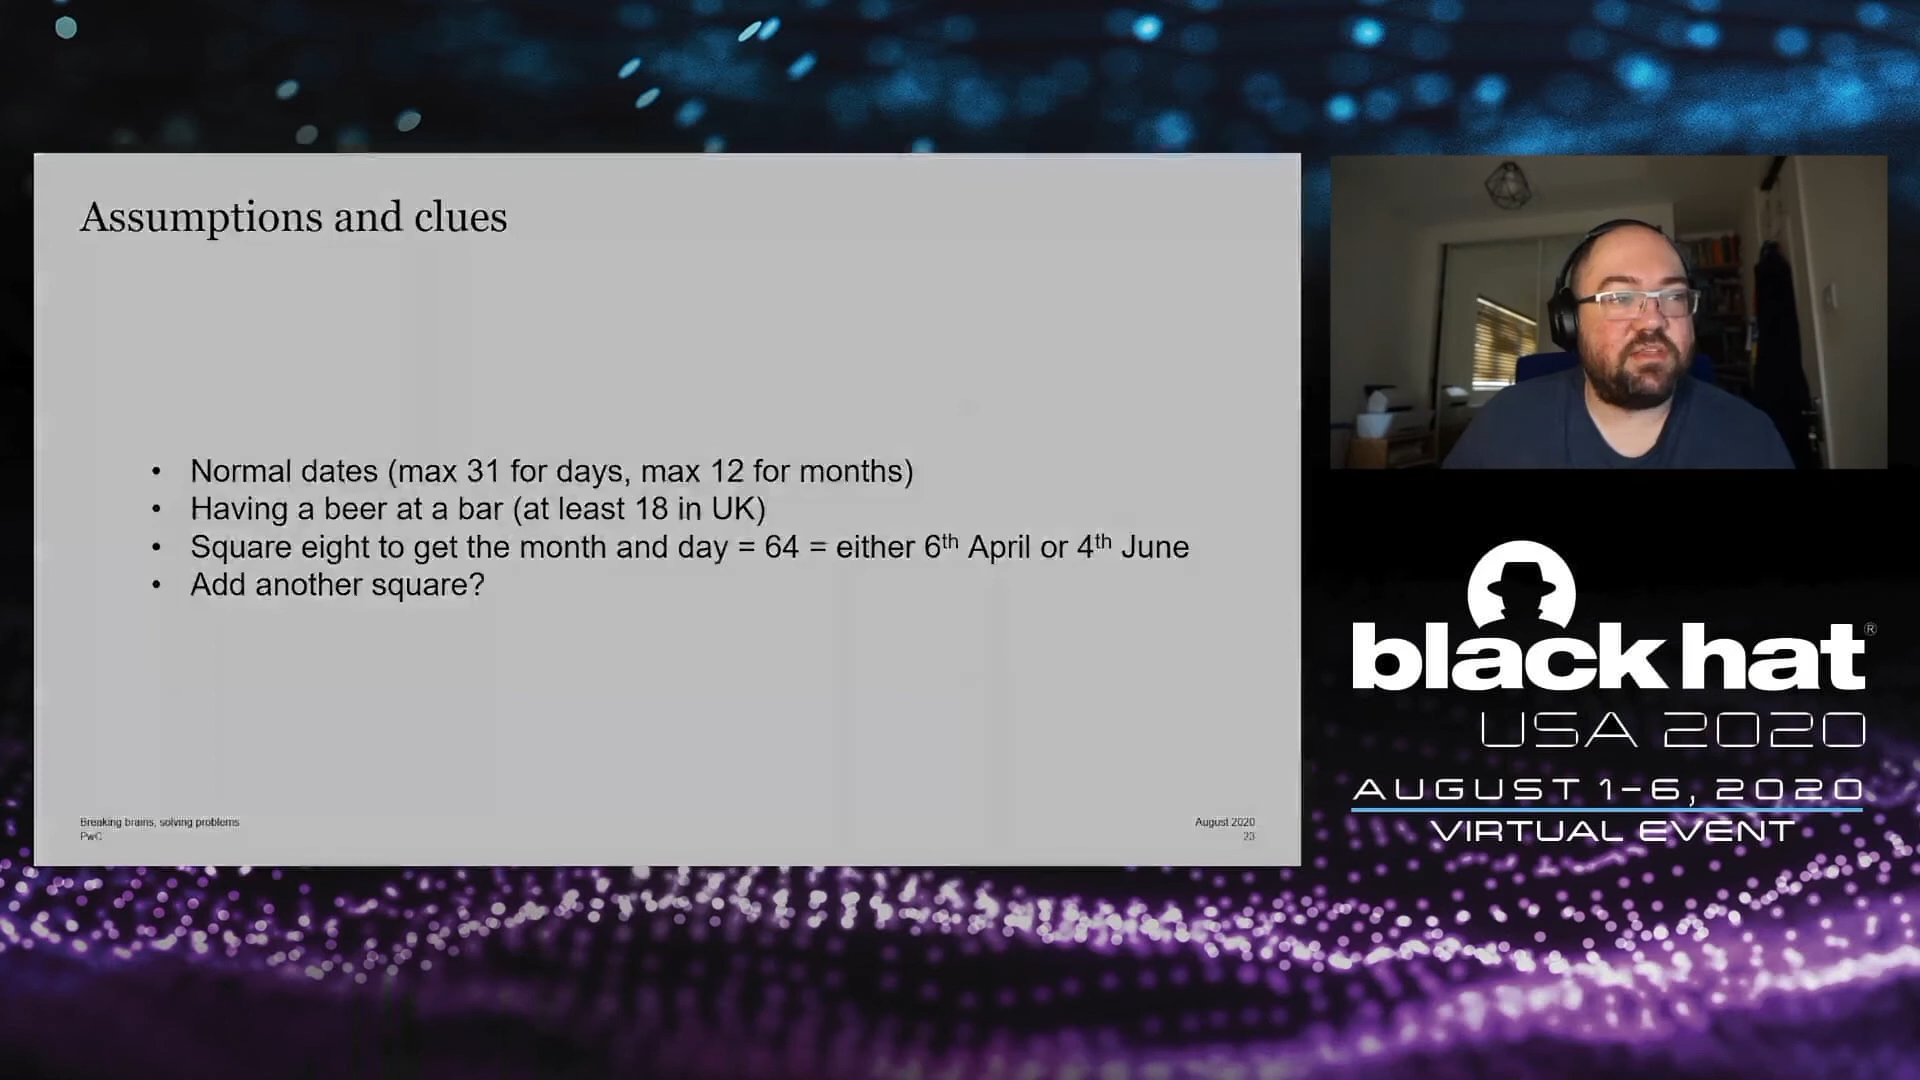 Assumptions and clues
• Normal dates (max 31 for days, max 12 for months)
• Having a beer at a bar (at least 18 in UK)
• Square eight to get the month and day = 64 = either 6th April or 4th June
• Add another square?
Breaking brains, solving problems
PwC
August 2020
23
black hat®
USA 2020
AUGUST 1-6, 2020
VIRTUAL EVENT